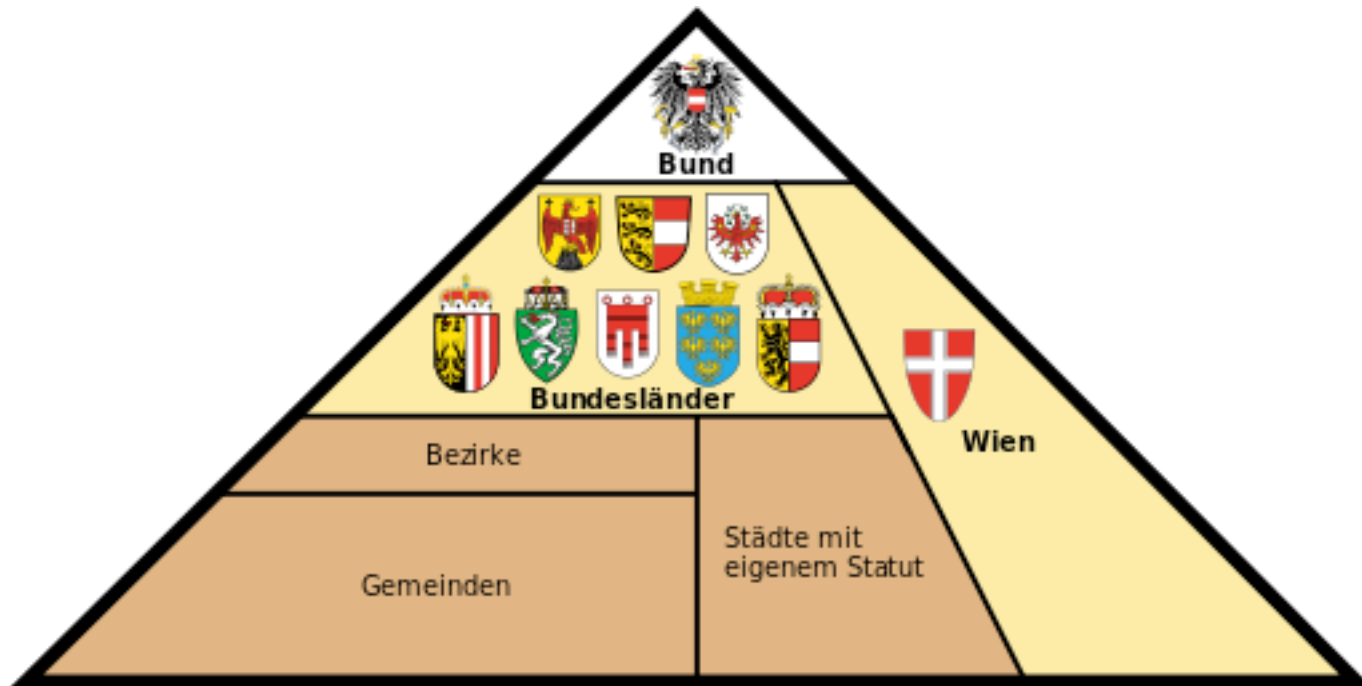 Bund
Bundesländer
Wien
Bezirke
Gemeinden
Städte mit
eigenem Statut